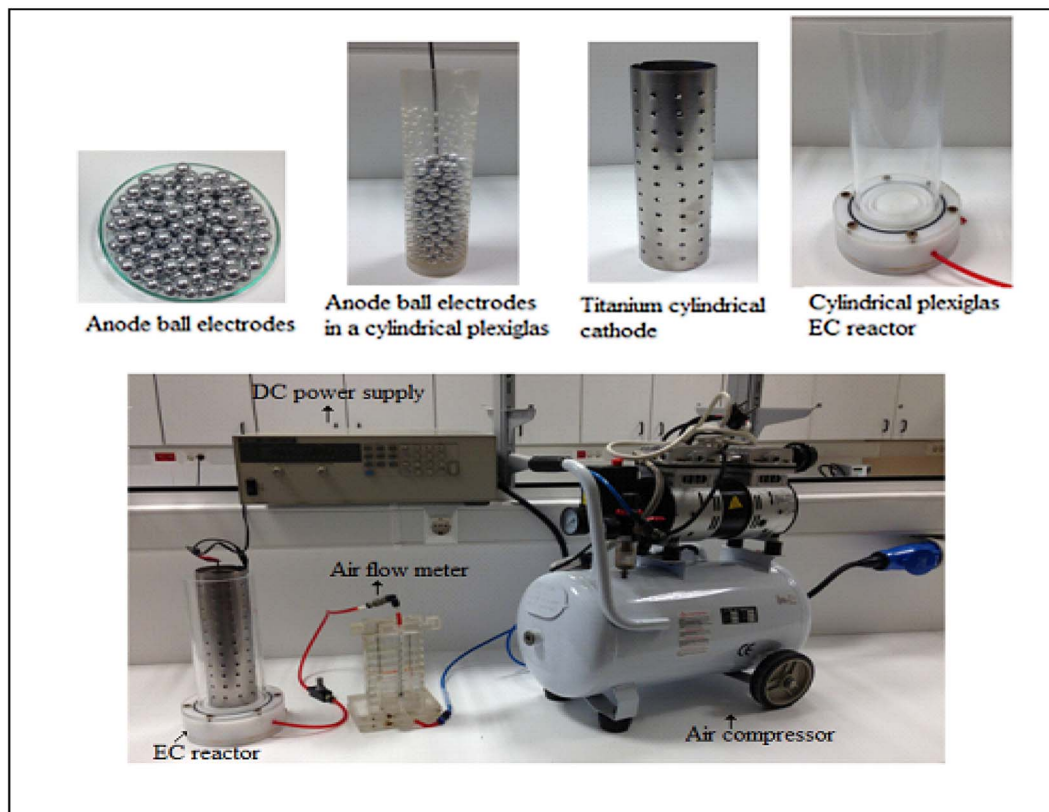 Anode ball electrodes
Anode ball electrodes
in a cylindrical plexiglas
Titanium cylindrical
cathode
Cylindrical plexiglas
EC reactor
DC power supply
Air flow meter
EC reactor
Air compressor
CE